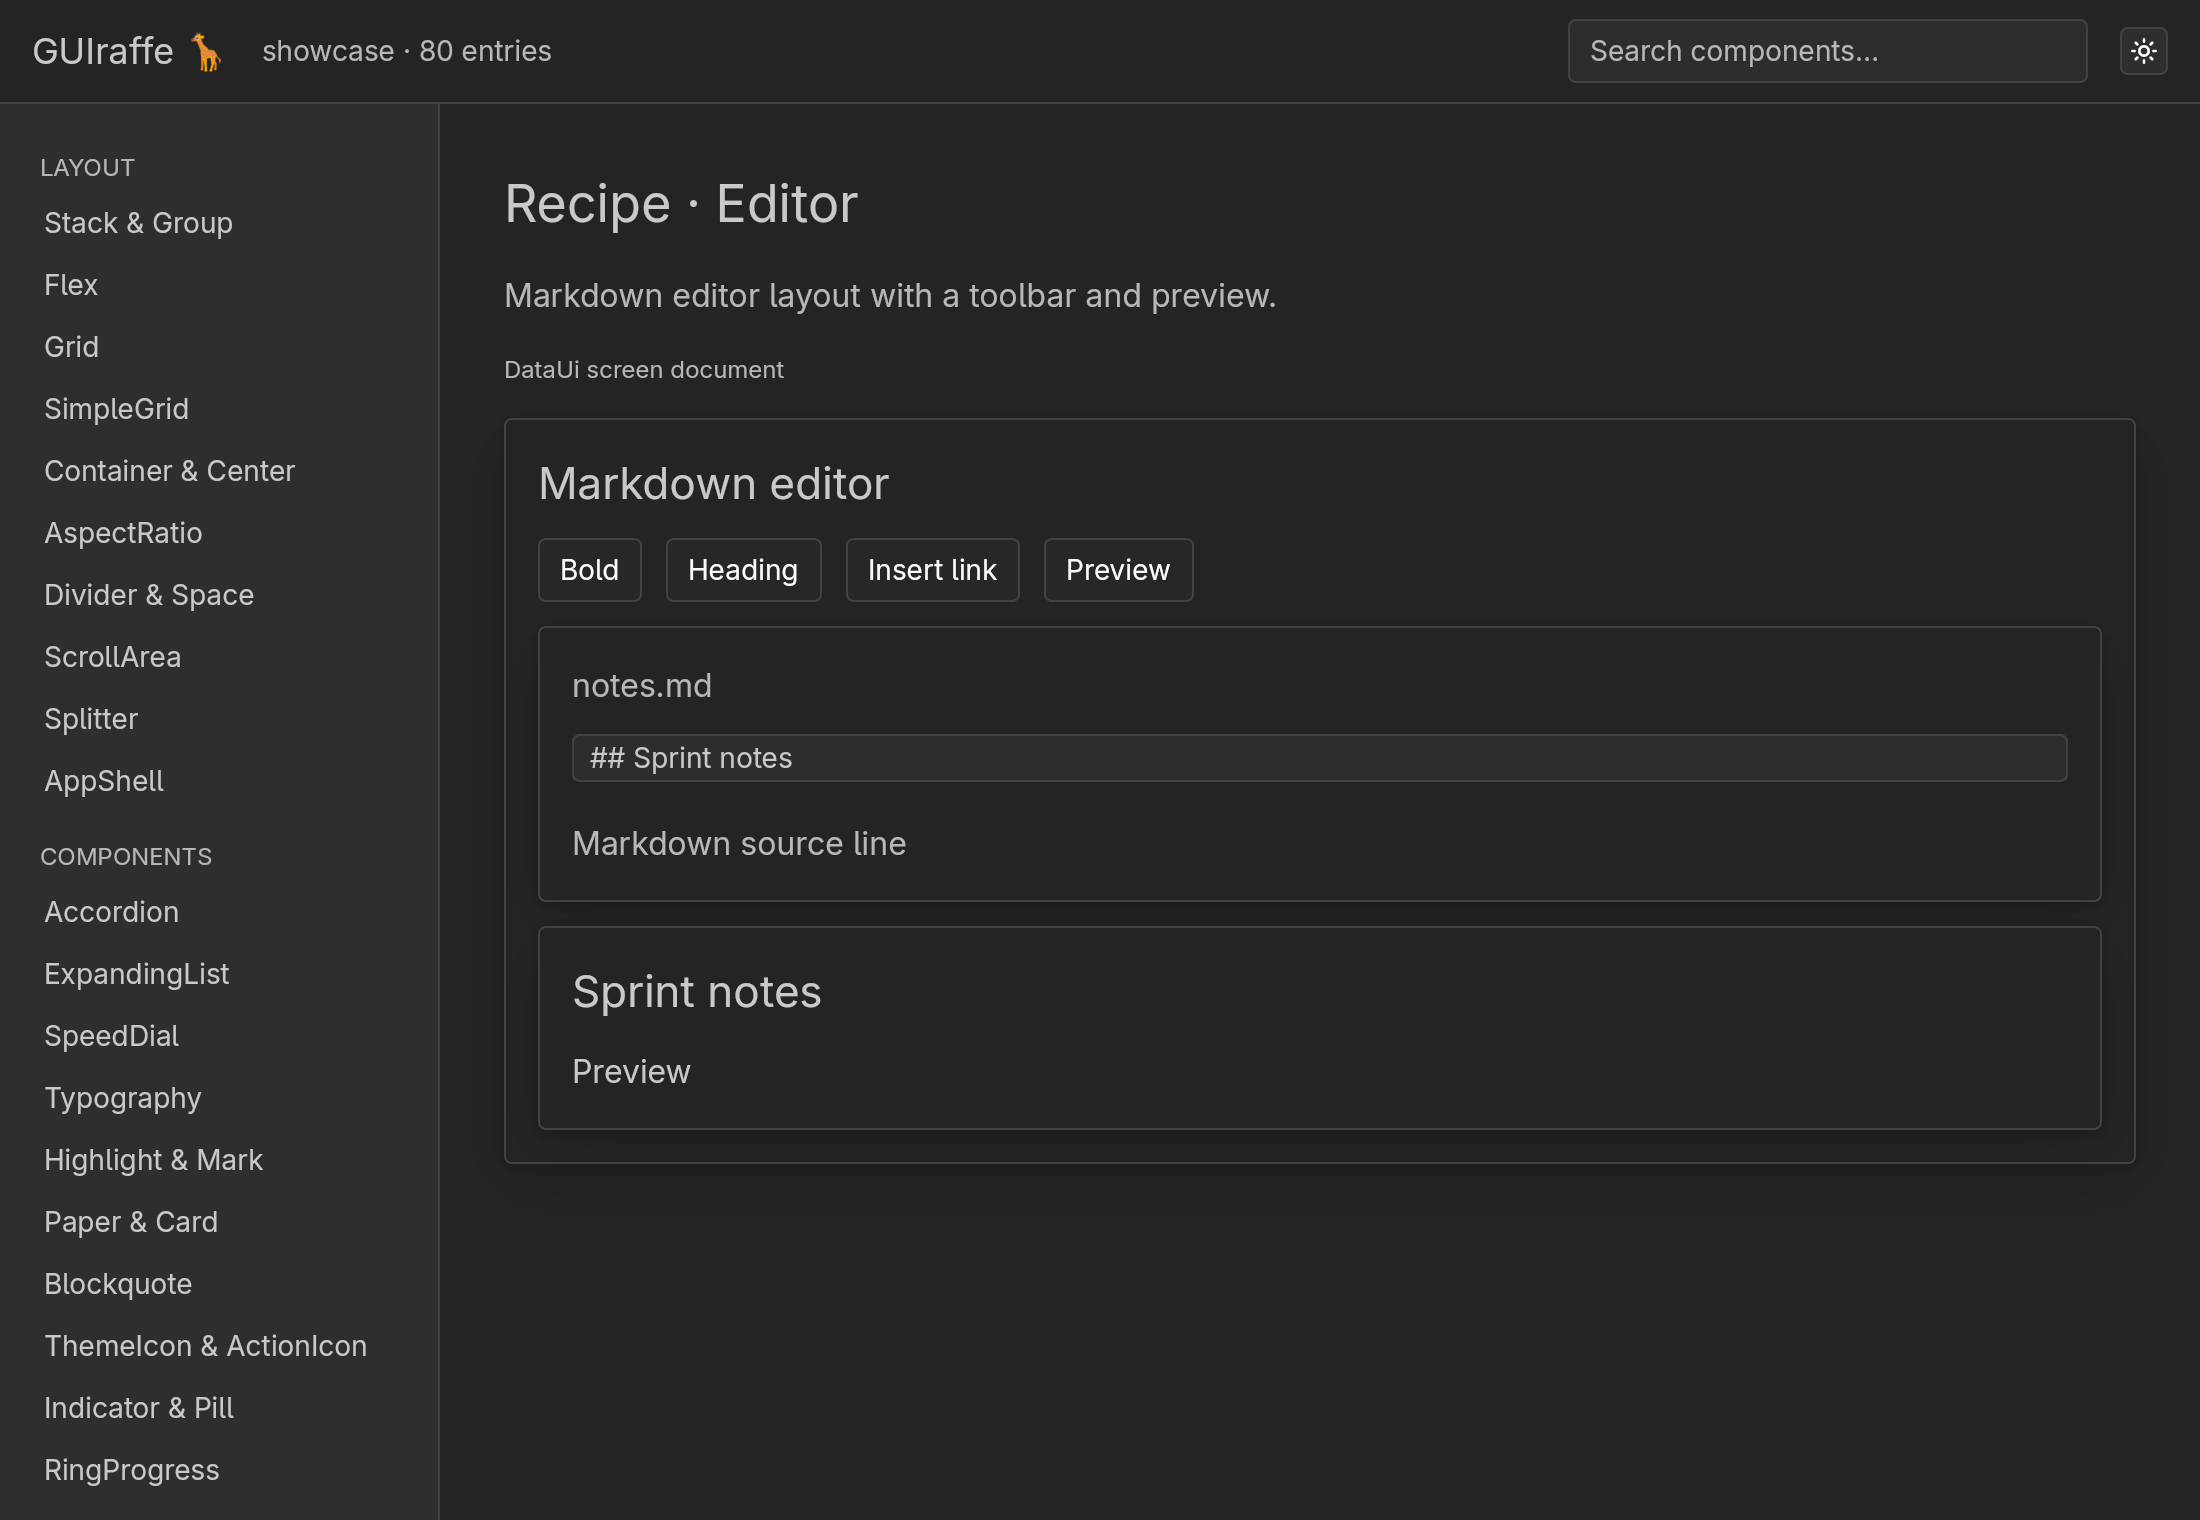 GUIraffe 🦒 showcase · 80 entries
Search components...
LAYOUT
Stack & Group
Flex
Grid
SimpleGrid
Container & Center
AspectRatio
Divider & Space
ScrollArea
Splitter
AppShell
COMPONENTS
Accordion
ExpandingList
SpeedDial
Typography
Highlight & Mark
Paper & Card
Blockquote
ThemeIcon & ActionIcon
Indicator & Pill
RingProgress
Recipe · Editor
Markdown editor layout with a toolbar and preview.
DataUi screen document
Markdown editor
Bold Heading Insert link Preview
notes.md
## Sprint notes
Markdown source line
Sprint notes
Preview